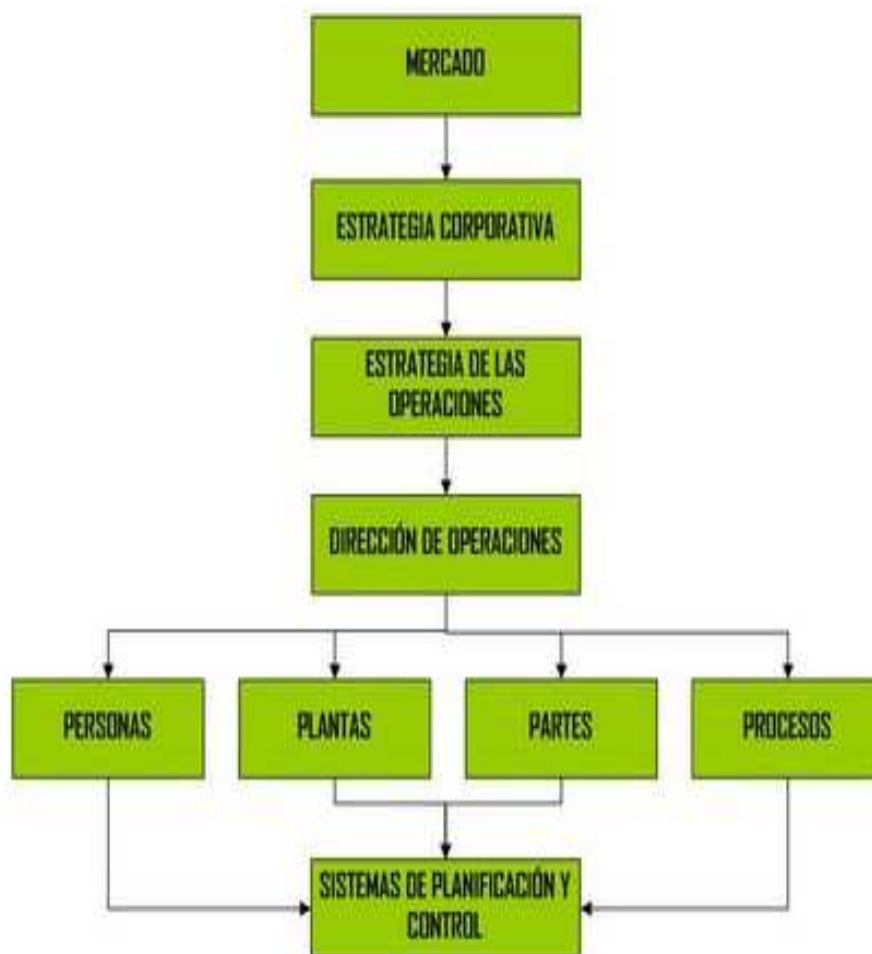 MERCADO
ESTRATEGIA CORPORATIVA
ESTRATEGIA DE LAS
OPERACIONES
DIRECCIÓN DE OPERACIONES
PERSONAS
PLANTAS
PARTES
PROCESOS
SISTEMAS DE PLANIFICACIÓN Y
CONTROL